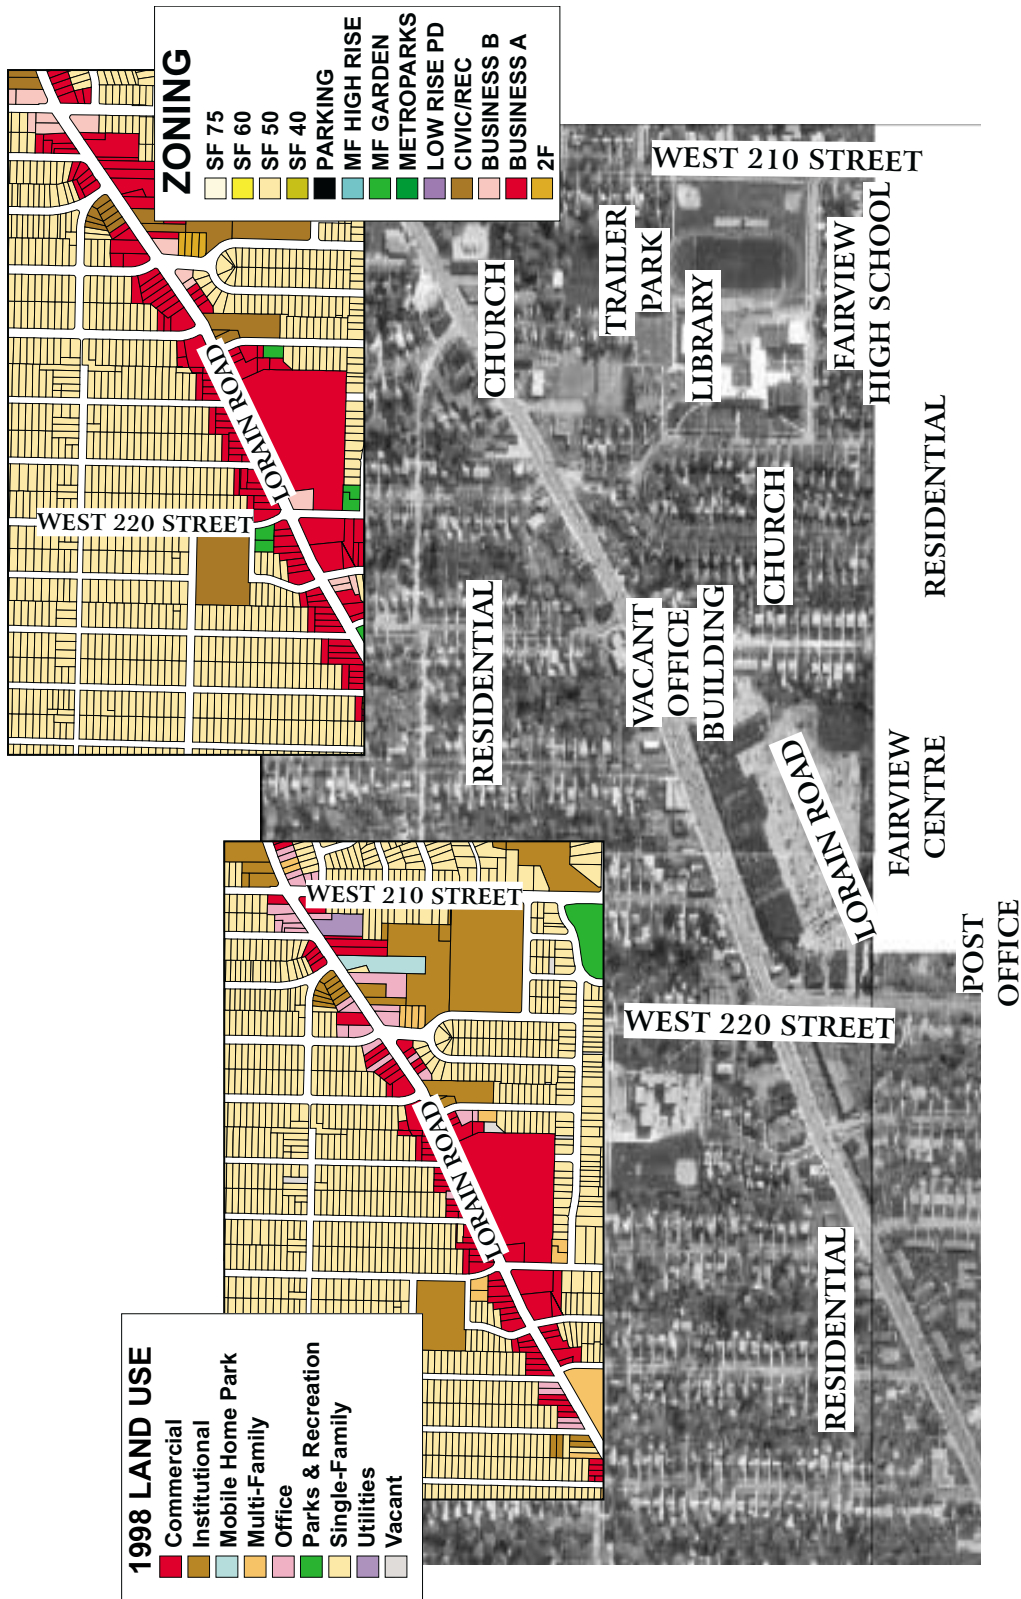 ZONING
SF 75
SF 60
SF 50
SF 40
PARKING
MF HIGH RISE
MF GARDEN
METROPARKS
LOW RISE PD
CIVIC/REC
BUSINESS B
BUSINESS A
2F
LORAIN ROAD
WEST 220 STREET
WEST 210 STREET
TRAILER
PARK
CHURCH
LIBRARY
FAIRVIEW
HIGH SCHOOL
RESIDENTIAL
CHURCH
RESIDENTIAL
VACANT
OFFICE
BUILDING
LORAIN ROAD
FAIRVIEW
CENTRE
POST
OFFICE
WEST 220 STREET
RESIDENTIAL
WEST 210 STREET
LORAIN ROAD
1998 LAND USE
Commercial
Institutional
Mobile Home Park
Multi-Family
Office
Parks & Recreation
Single-Family
Utilities
Vacant